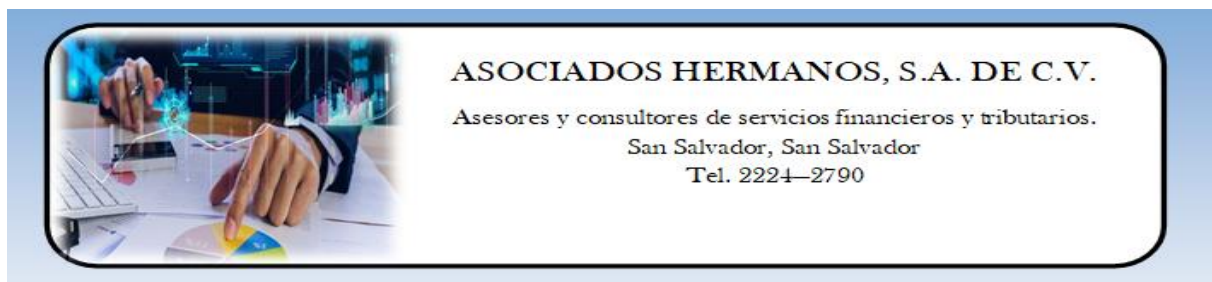 ASOCIADOS HERMANOS, S.A. DE C.V.
Asesores y consultores de servicios financieros y tributarios.
San Salvador, San Salvador
Tel. 2224—2790